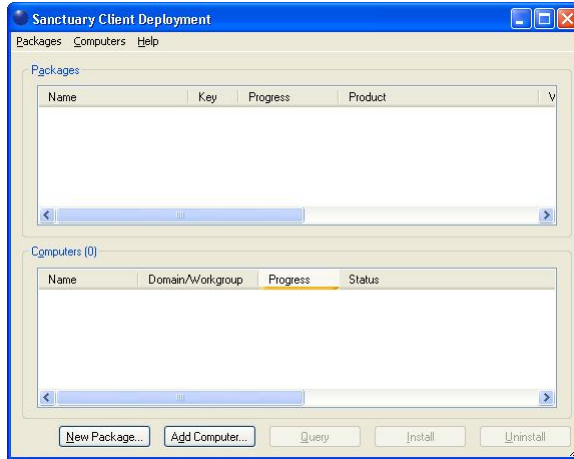 Sanctuary Client Deployment
Packages Computers Help
Packages
Name Key Progress Product V
Computers (0)
Name Domain/Workgroup Progress Status
New Package... Add Computer... Query Install Uninstall